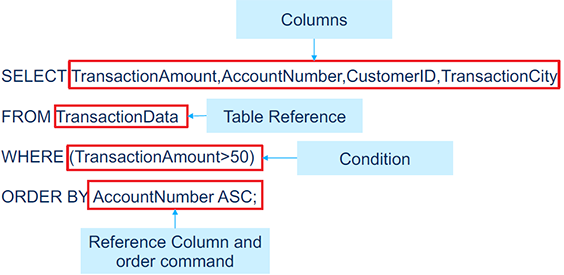 Columns
SELECT TransactionAmount,AccountNumber,CustomerID,TransactionCity
FROM TransactionData
Table Reference
WHERE (TransactionAmount>50)
Condition
ORDER BY AccountNumber ASC;
Reference Column and
order command